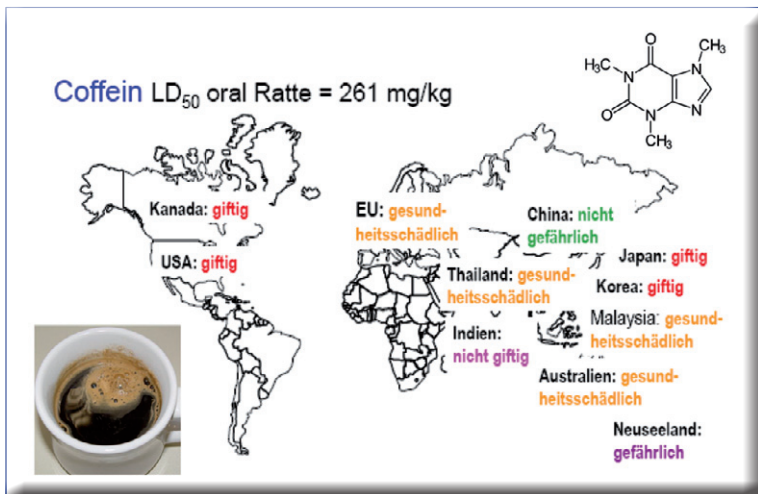 Coffein LD50 oral Ratte = 261 mg/kg
O
CH3
H3C
N
N
O
N
N
CH3
Kanada: giftig
USA: giftig
EU: gesund-
heitsschädlich
China: nicht
gefährlich
Japan: giftig
Thailand: gesund-
heitsschädlich
Korea: giftig
Indien:
nicht giftig
Malaysia: gesund-
heitsschädlich
Australien: gesund-
heitsschädlich
Neuseeland:
gefährlich